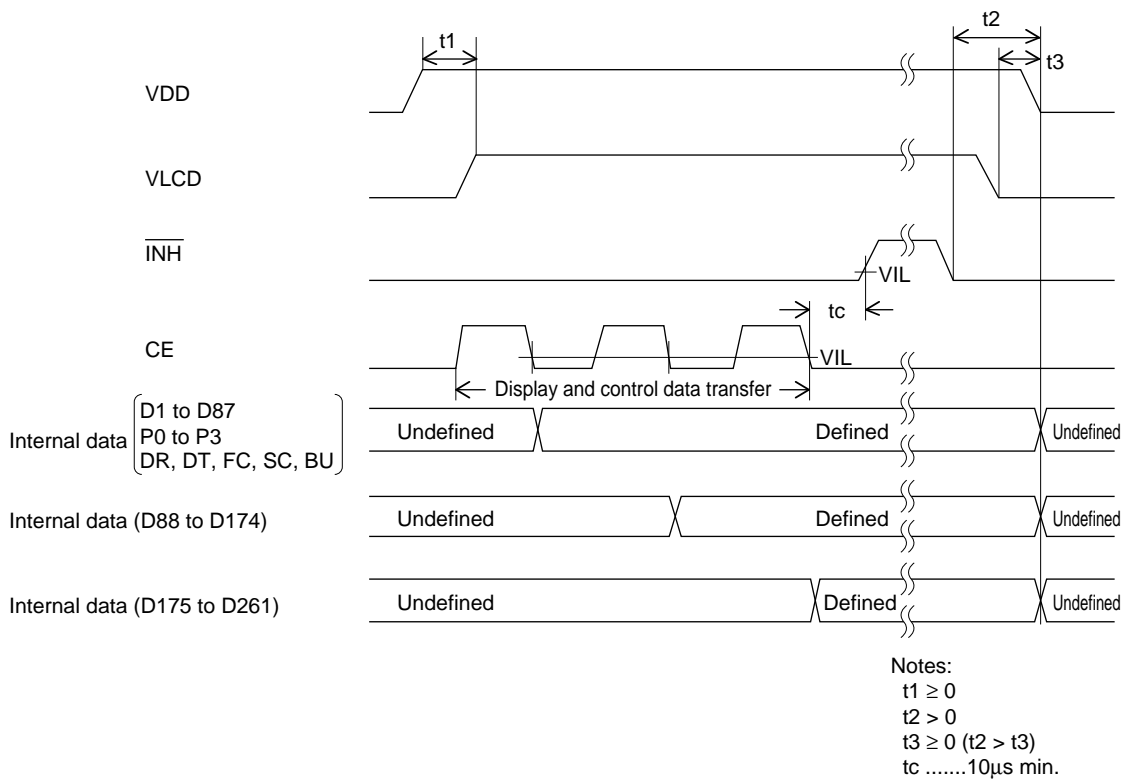 t1
t2
t3
VDD
VLCD
INH
VIL
tc
CE
VIL
Display and control data transfer
Internal data
D1 to D87
P0 to P3
DR, DT, FC, SC, BU
Undefined
Defined
Undefined
Internal data (D88 to D174)
Undefined
Defined
Undefined
Internal data (D175 to D261)
Undefined
Defined
Undefined
Notes:
t1 ≥ 0
t2 > 0
t3 ≥ 0 (t2 > t3)
tc .......10µs min.